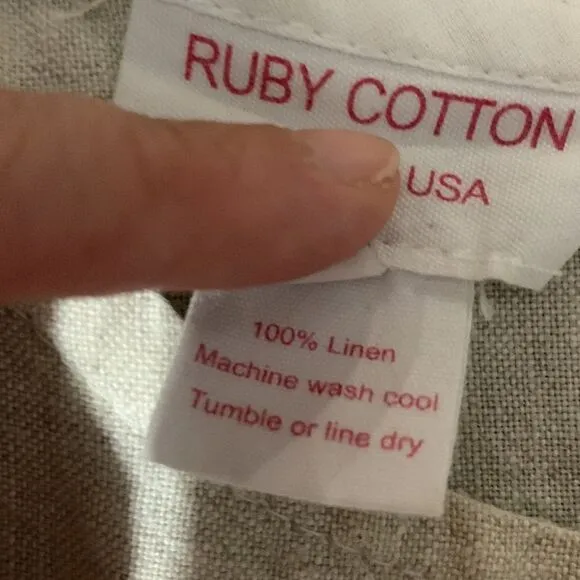 RUBY COTTON
USA
100% Linen
Machine wash cool
Tumble or line dry